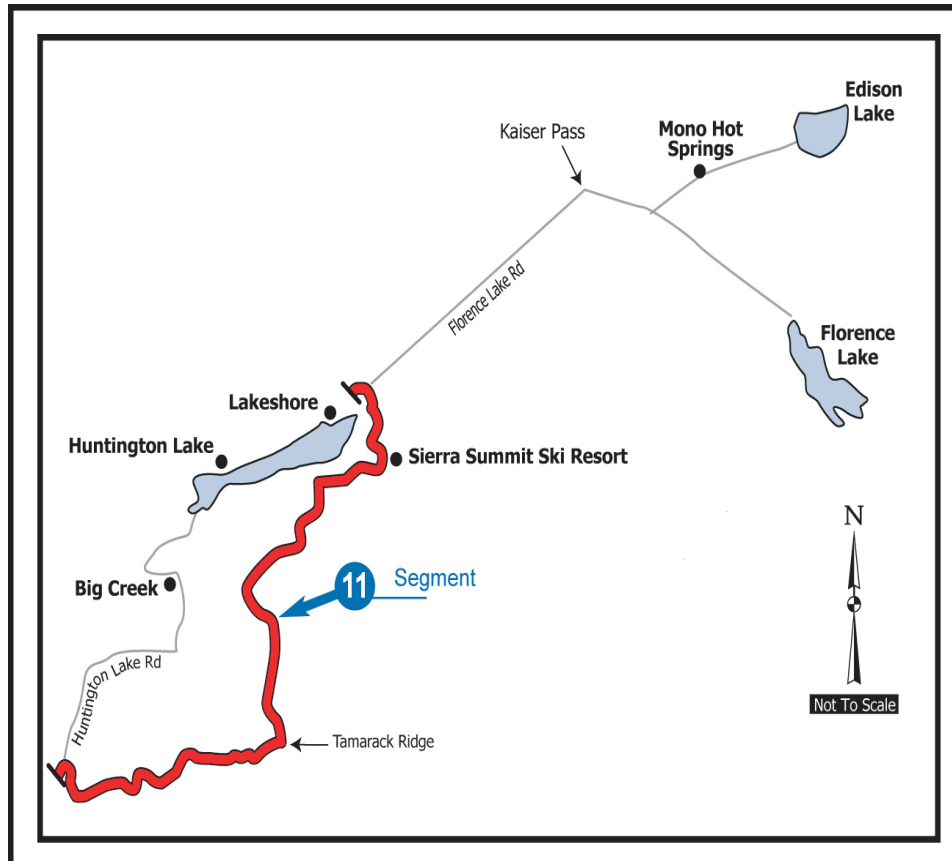 Edison
Lake
Kaiser Pass
Mono Hot
Springs
Florence Lake Rd
Florence
Lake
Lakeshore
Huntington Lake
Sierra Summit Ski Resort
N
11 Segment
Big Creek
Huntington Lake Rd
Not To Scale
Tamarack Ridge